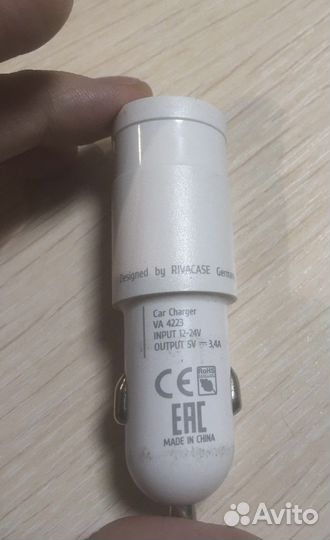 Designed by RIVACASE German
Car Charger
VA 4223
INPUT 12-24V
OUTPUT 5V ⎓ 3,4A
CE
RoHS
EAC
MADE IN CHINA
Avito